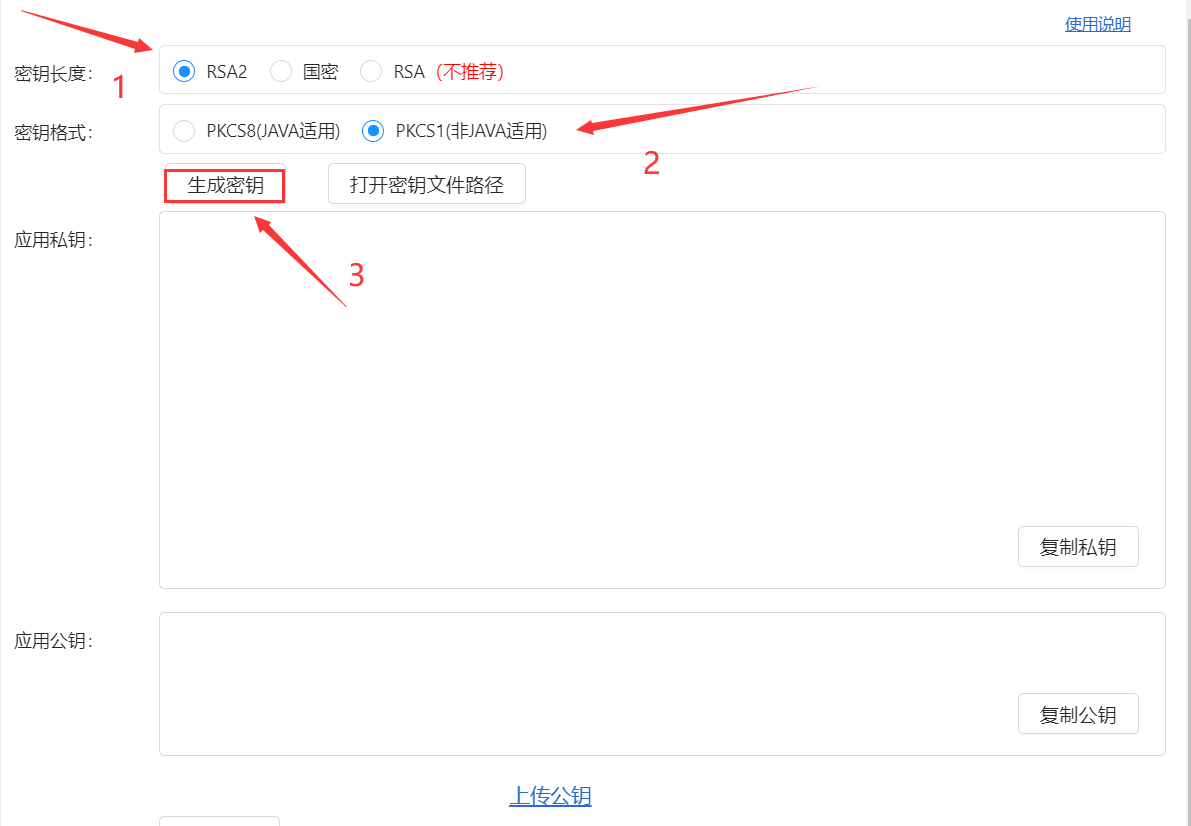 使用说明
密钥长度：
1
RSA2 国密 RSA (不推荐)
密钥格式：
PKCS8(JAVA适用) PKCS1(非JAVA适用)
2
生成密钥 打开密钥文件路径
应用私钥：
3
复制私钥
应用公钥：
复制公钥
上传公钥